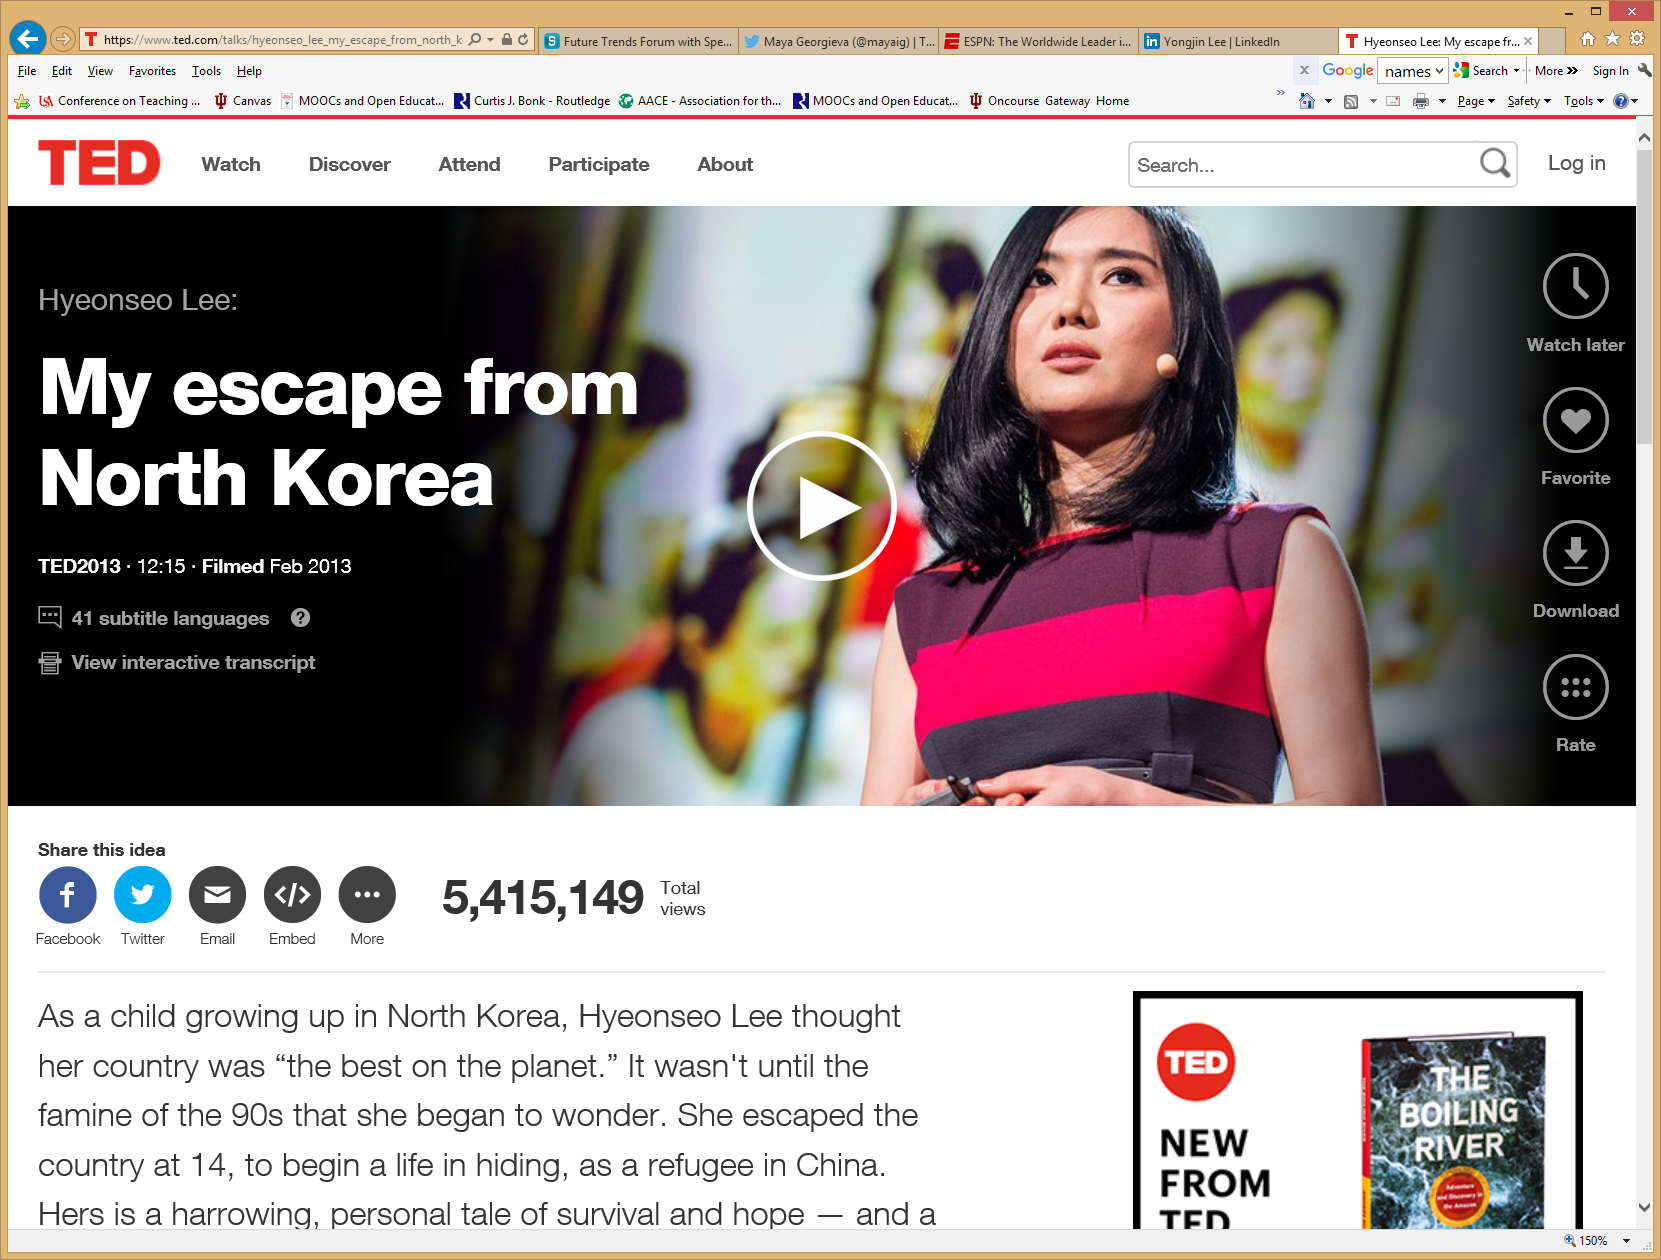 https://www.ted.com/talks/hyeonseo_lee_my_escape_from_north_k
Future Trends Forum with Spe...
Maya Georgieva (@mayaig) | T...
ESPN: The Worldwide Leader i...
Yongjin Lee | LinkedIn
Hyeonseo Lee: My escape fr...
File Edit View Favorites Tools Help
x Google names Search More » Sign In
Conference on Teaching ... Canvas MOOCs and Open Educat... Curtis J. Bonk - Routledge AACE - Association for th... MOOCs and Open Educat... Oncourse Gateway Home » Page Safety Tools
TED Watch Discover Attend Participate About Search... Log in
Hyeonseo Lee:
My escape from
North Korea
TED2013 · 12:15 · Filmed Feb 2013
41 subtitle languages ?
View interactive transcript
Watch later
Favorite
Download
Rate
Share this idea
Facebook Twitter Email Embed More
5,415,149 Total
views
As a child growing up in North Korea, Hyeonseo Lee thought
her country was “the best on the planet.” It wasn't until the
famine of the 90s that she began to wonder. She escaped the
country at 14, to begin a life in hiding, as a refugee in China.
Hers is a harrowing, personal tale of survival and hope — and a
TED
NEW
FROM
TED
THE
BOILING
RIVER
Adventure
and Discovery in
the Amazon
150%